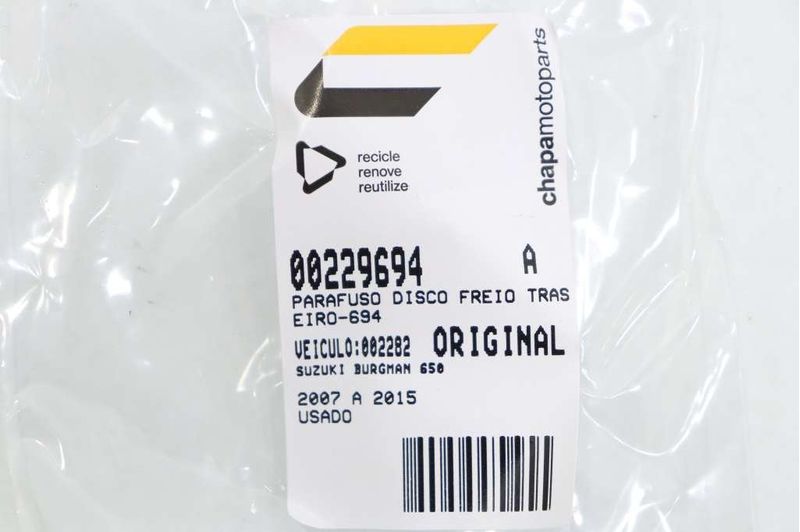 chapamotoparts
recicle
renove
reutilize
00229694 A
PARAFUSO DISCO FREIO TRAS
EIRO-694
VEICULO:002282 ORIGINAL
SUZUKI BURGMAN 650
2007 A 2015
USADO